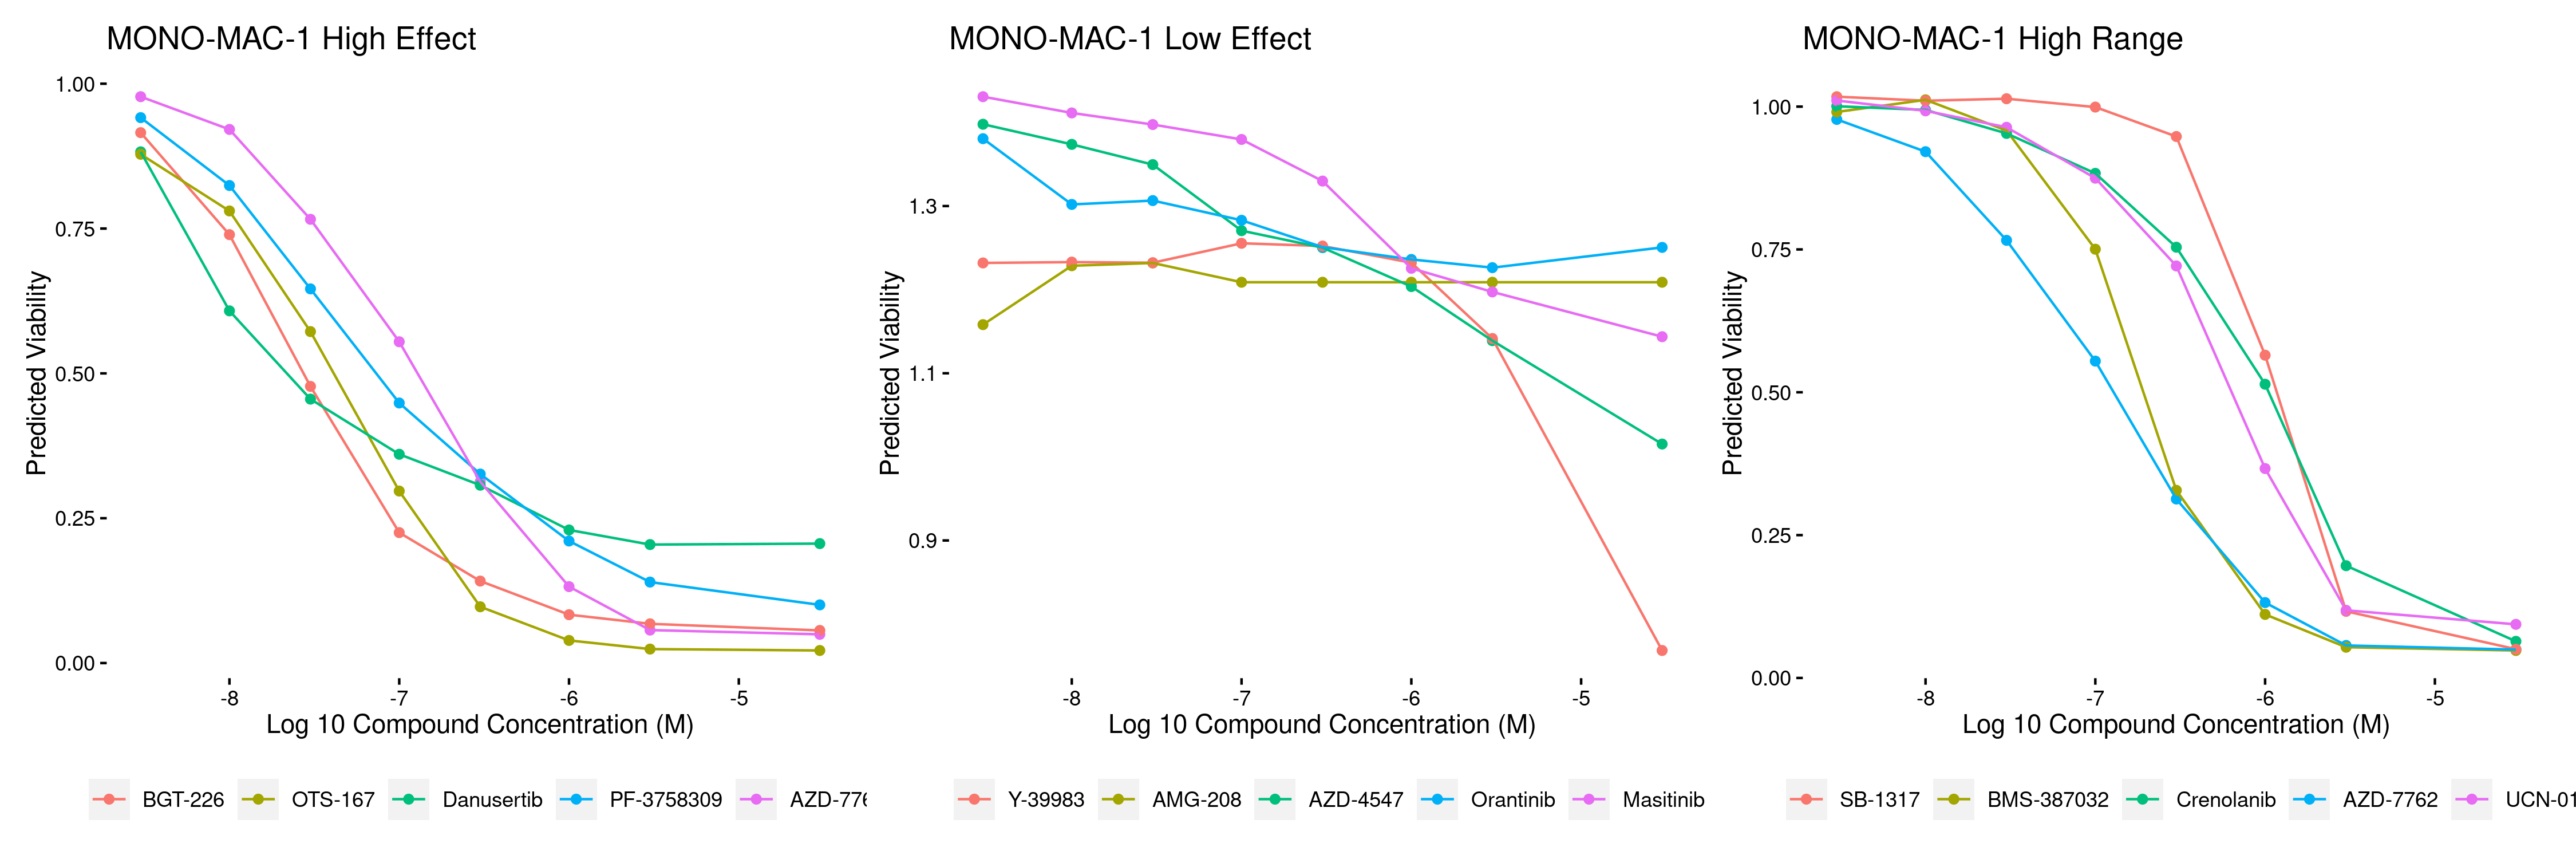 MONO-MAC-1 High Effect
1.00
0.75
0.50
0.25
0.00
Predicted Viability
-8 -7 -6 -5
Log 10 Compound Concentration (M)
BGT-226 OTS-167 Danusertib PF-3758309 AZD-776
MONO-MAC-1 Low Effect
1.3
1.1
0.9
Predicted Viability
-8 -7 -6 -5
Log 10 Compound Concentration (M)
Y-39983 AMG-208 AZD-4547 Orantinib Masitinib
MONO-MAC-1 High Range
1.00
0.75
0.50
0.25
0.00
Predicted Viability
-8 -7 -6 -5
Log 10 Compound Concentration (M)
SB-1317 BMS-387032 Crenolanib AZD-7762 UCN-01